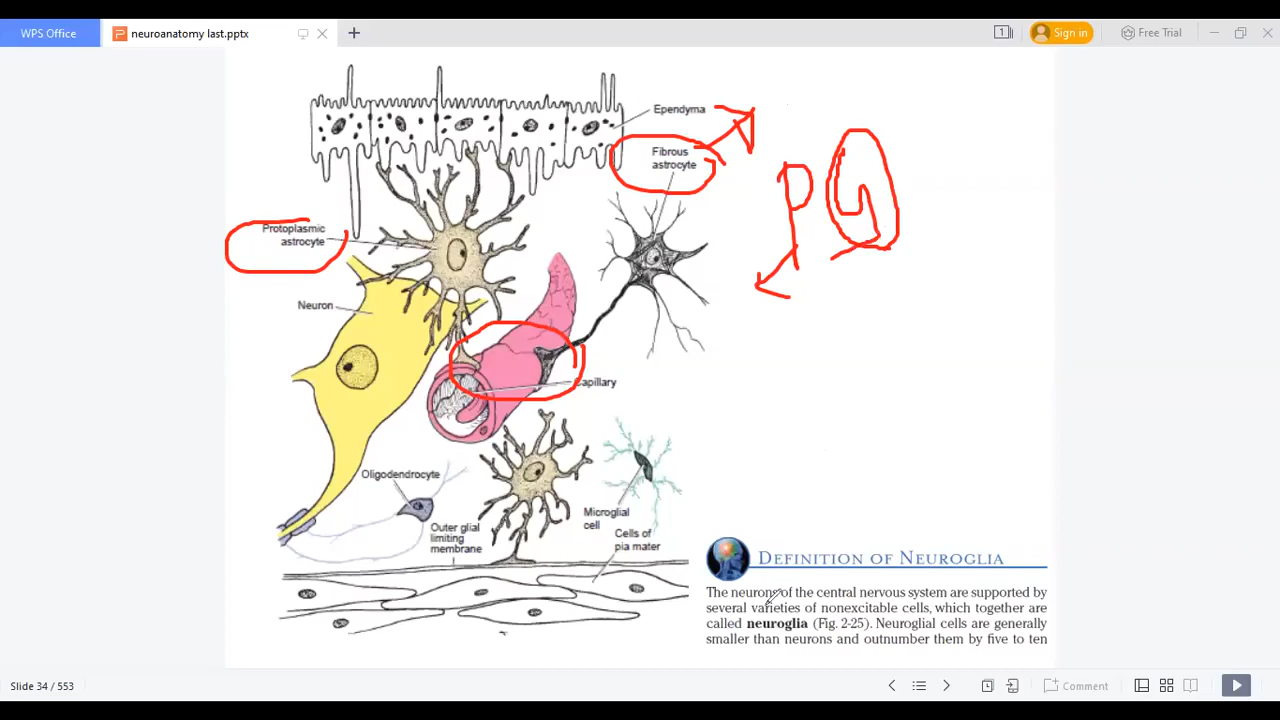 WPS Office
neuroanatomy last.pptx
1
Sign in
Free Trial
Ependyma
Fibrous
astrocyte
P G
Protoplasmic
astrocyte
Neuron
Capillary
Oligodendrocyte
Outer glial
limiting
membrane
Microglial
cell
Cells of
pia mater
DEFINITION OF NEUROGLIA
The neurons of the central nervous system are supported by
several varieties of nonexcitable cells, which together are
called neuroglia (Fig. 2-25). Neuroglial cells are generally
smaller than neurons and outnumber them by five to ten
Slide 34 / 553
Comment